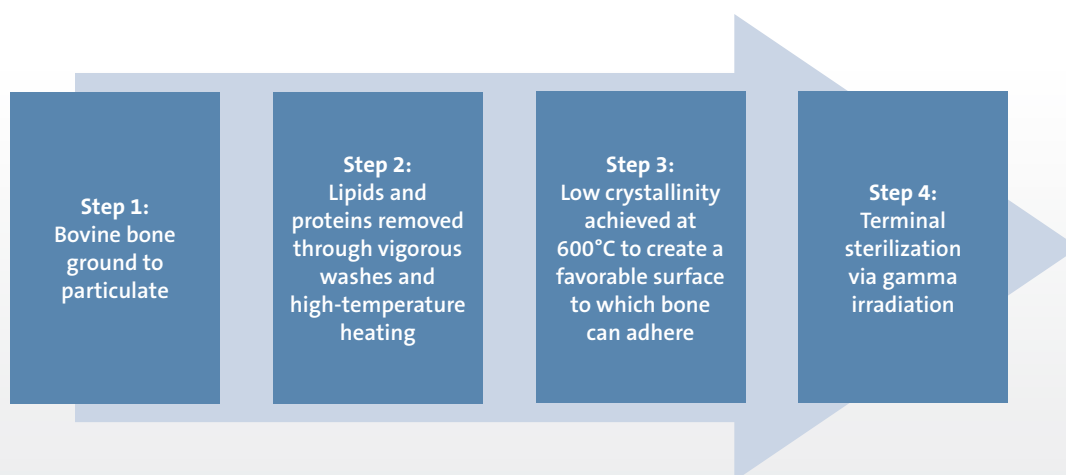 Step 1:
Bovine bone
ground to
particulate
Step 2:
Lipids and
proteins removed
through vigorous
washes and
high-temperature
heating
Step 3:
Low crystallinity
achieved at
600°C to create a
favorable surface
to which bone
can adhere
Step 4:
Terminal
sterilization
via gamma
irradiation